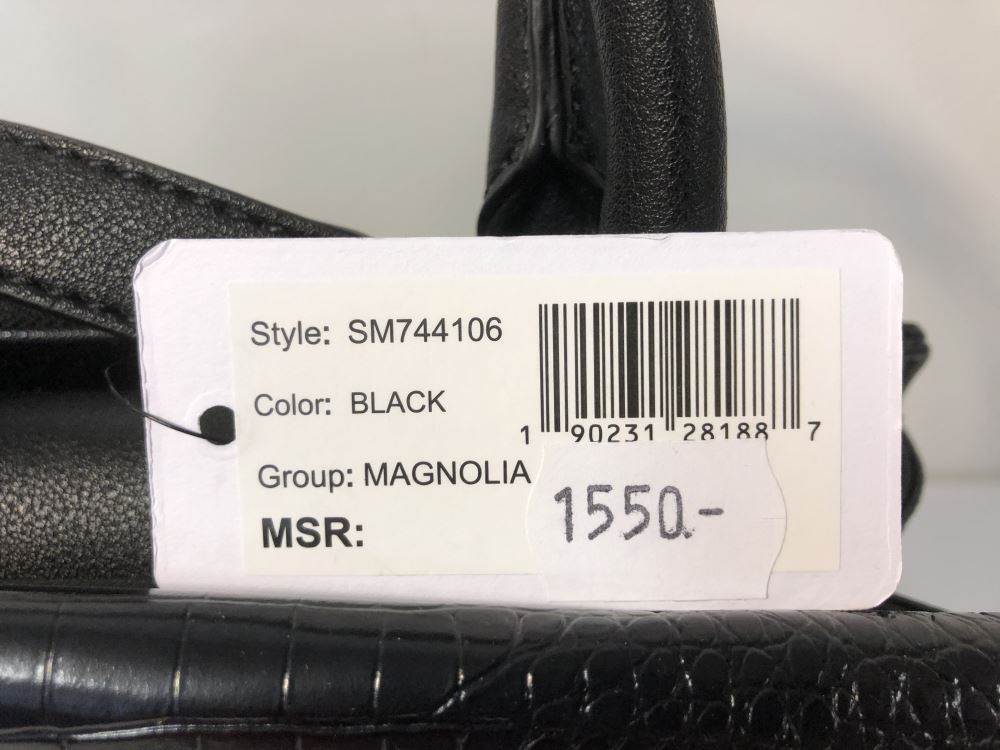 Style: SM744106
Color: BLACK
1 90231 28188 7
Group: MAGNOLIA
MSR:
1550.-